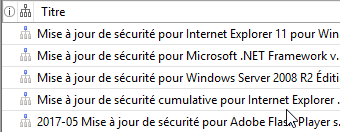 Titre
Mise à jour de sécurité pour Internet Explorer 11 pour Win
Mise à jour de sécurité pour Microsoft .NET Framework v.
Mise à jour de sécurité pour Windows Server 2008 R2 Éditi
Mise à jour de sécurité cumulative pour Internet Explorer .
2017-05 Mise à jour de sécurité pour Adobe Flash Player s.